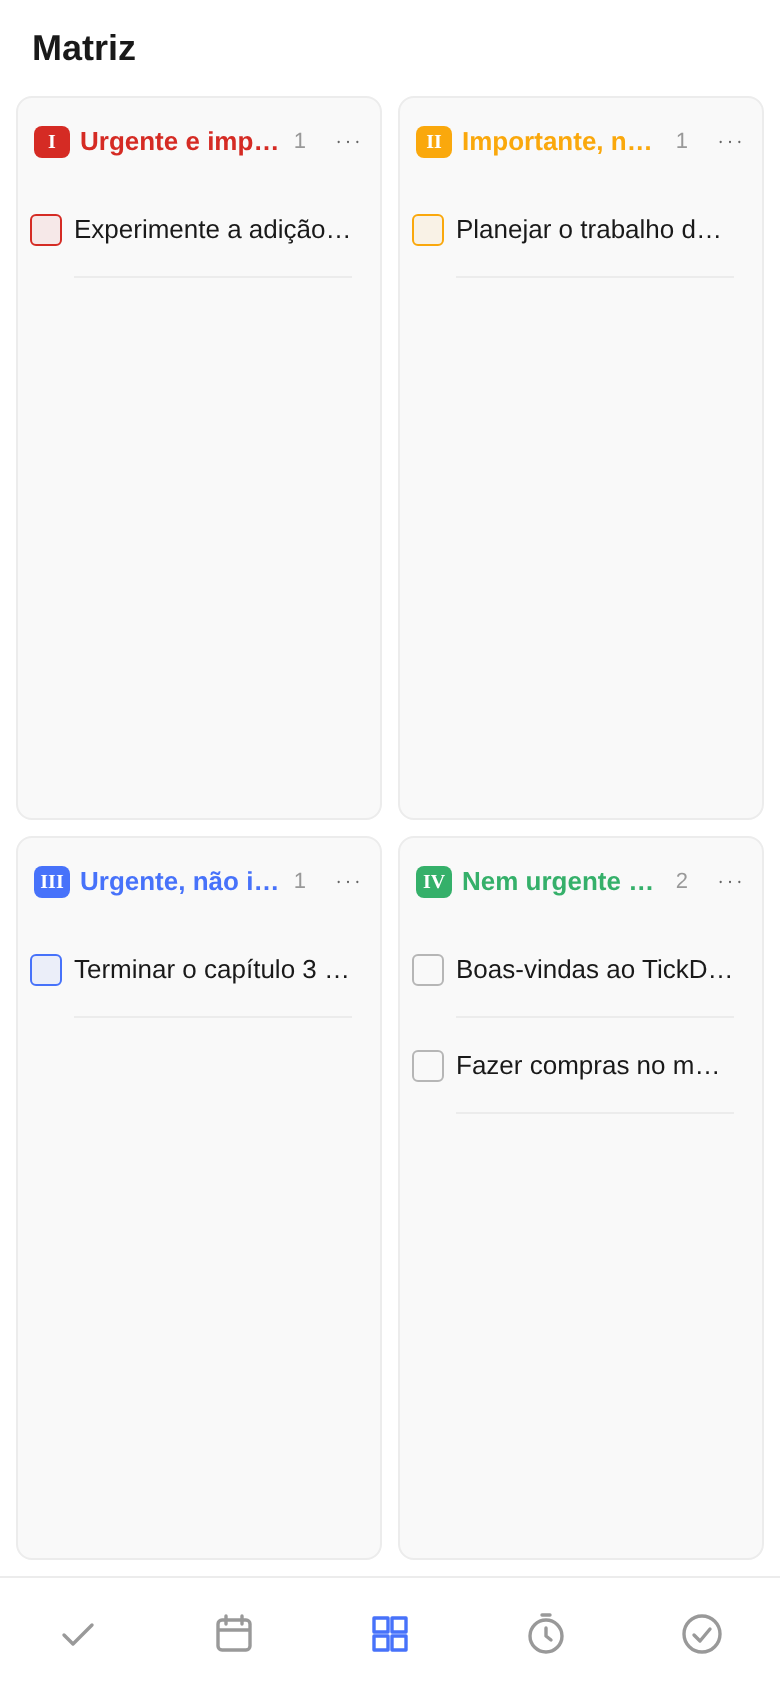 Matriz
I Urgente e imp... 1 ···
Experimente a adição...
II Importante, n... 1 ···
Planejar o trabalho d...
III Urgente, não i... 1 ···
Terminar o capítulo 3 ...
IV Nem urgente ... 2 ···
Boas-vindas ao TickD...
Fazer compras no m...